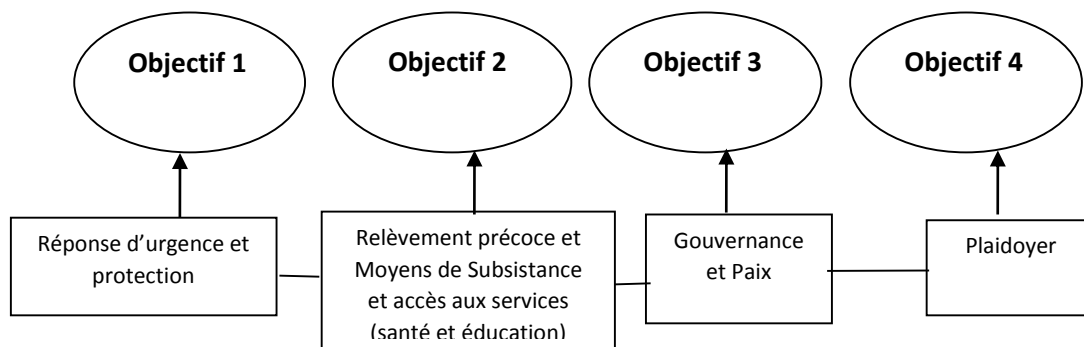 Objectif 1
Objectif 2
Objectif 3
Objectif 4
Réponse d'urgence et
protection
Relèvement précoce et
Moyens de Subsistance
et accès aux services
(santé et éducation)
Gouvernance
et Paix
Plaidoyer